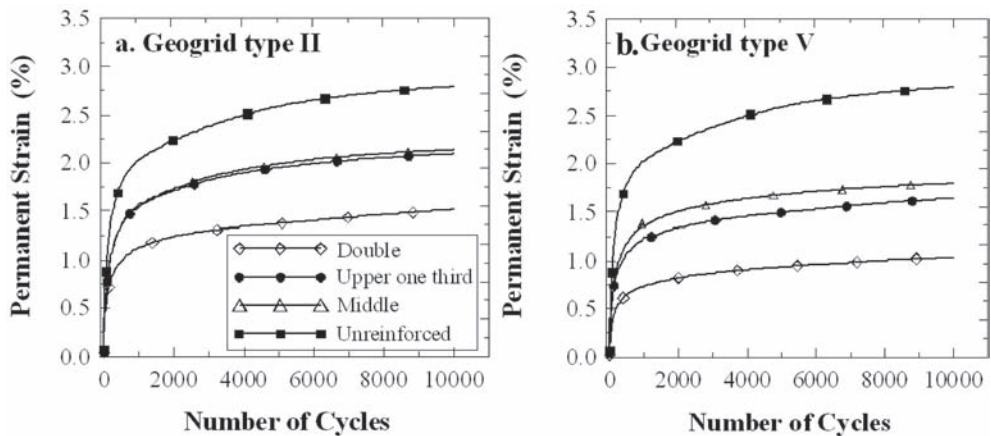 a. Geogrid type II
Permanent Strain (%)
3.5
3.0
2.5
2.0
1.5
1.0
0.5
0.0
0 2000 4000 6000 8000 10000
Number of Cycles
Double
Upper one third
Middle
Unreinforced
b. Geogrid type V
Permanent Strain (%)
3.5
3.0
2.5
2.0
1.5
1.0
0.5
0.0
0 2000 4000 6000 8000 10000
Number of Cycles